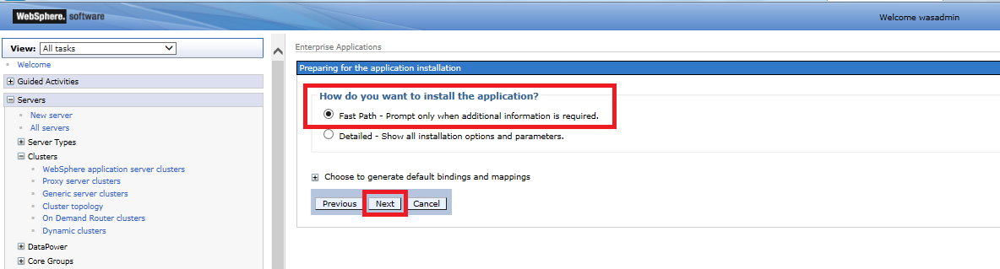 WebSphere. software
Welcome wasadmin
View: All tasks
Welcome
Guided Activities
Servers
New server
All servers
Server Types
Clusters
WebSphere application server clusters
Proxy server clusters
Generic server clusters
Cluster topology
On Demand Router clusters
Dynamic clusters
DataPower
Core Groups
Enterprise Applications
Preparing for the application installation
How do you want to install the application?
Fast Path - Prompt only when additional information is required.
Detailed - Show all installation options and parameters.
Choose to generate default bindings and mappings
Previous Next Cancel